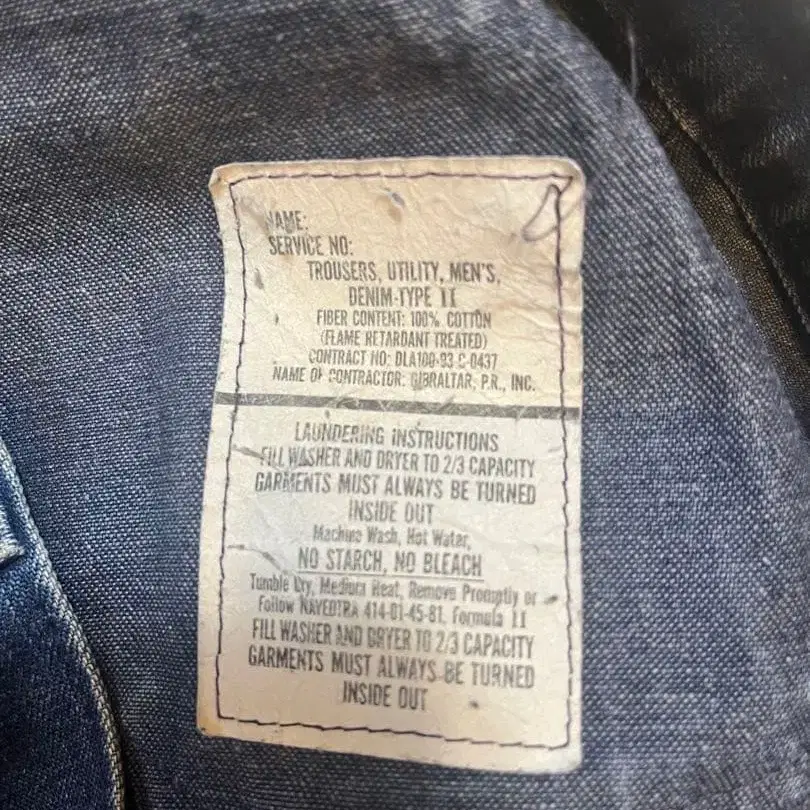 NAME:
SERVICE NO:
TROUSERS, UTILITY, MEN'S,
DENIM-TYPE II
FIBER CONTENT: 100% COTTON
(FLAME RETARDANT TREATED)
CONTRACT NO: DLA100-93 C-0437
NAME OF CONTRACTOR: GIBRALTAR, P.R., INC.
LAUNDERING INSTRUCTIONS
FILL WASHER AND DRYER TO 2/3 CAPACITY
GARMENTS MUST ALWAYS BE TURNED
INSIDE OUT
Machine Wash, Hot Water,
NO STARCH, NO BLEACH
Tumble Dry, Medium Heat, Remove Promptly or
Follow NAVEDTRA 414-01-45-81, Formula II
FILL WASHER AND DRYER TO 2/3 CAPACITY
GARMENTS MUST ALWAYS BE TURNED
INSIDE OUT